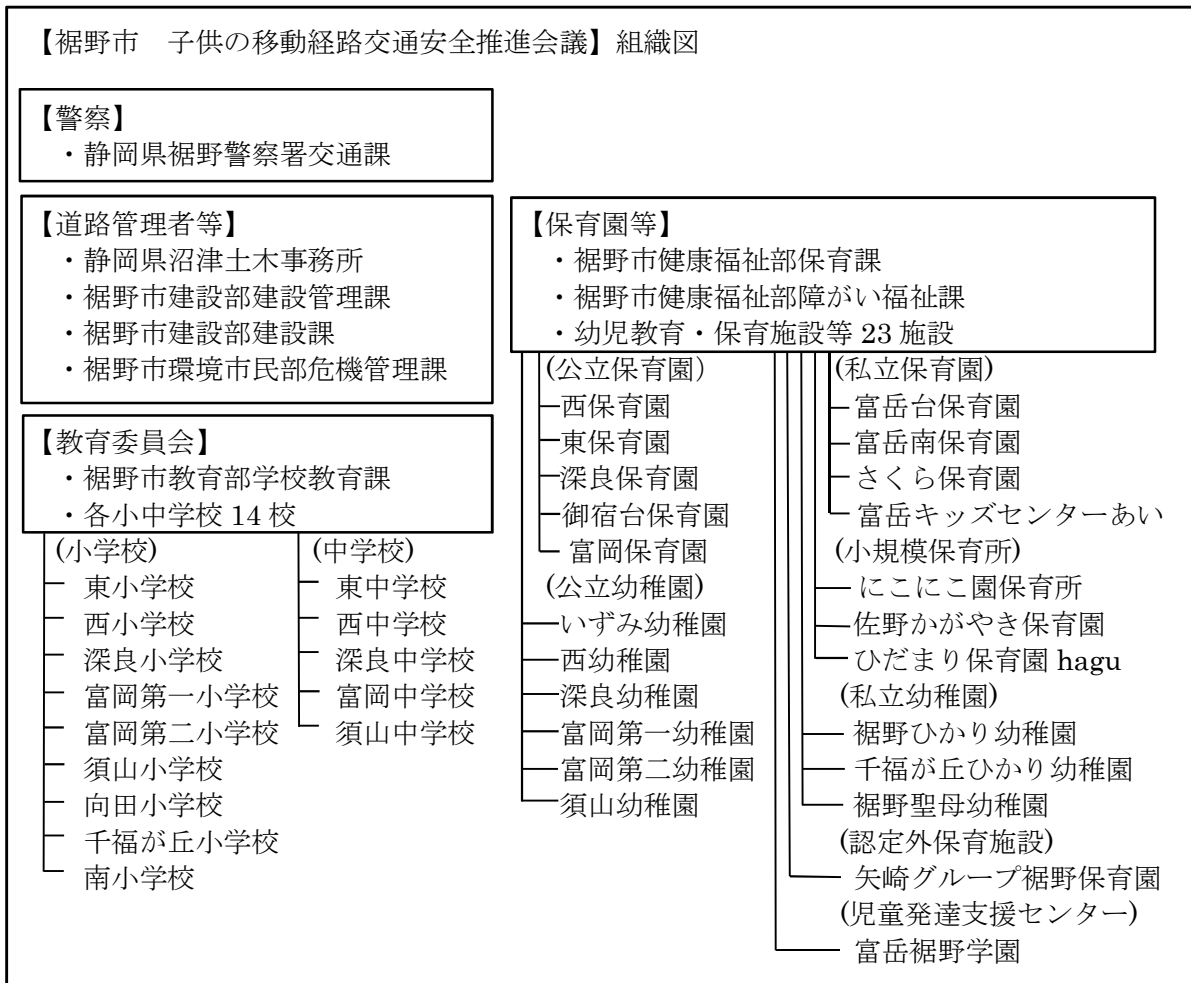 【裾野市　子供の移動経路交通安全推進会議】組織図
【警察】
・静岡県裾野警察署交通課
【道路管理者等】
・静岡県沼津土木事務所
・裾野市建設部建設管理課
・裾野市建設部建設課
・裾野市環境市民部危機管理課
【教育委員会】
・裾野市教育部学校教育課
・各小中学校 14 校
(小学校)
東小学校
西小学校
深良小学校
富岡第一小学校
富岡第二小学校
須山小学校
向田小学校
千福が丘小学校
南小学校
(中学校)
東中学校
西中学校
深良中学校
富岡中学校
須山中学校
【保育園等】
・裾野市健康福祉部保育課
・裾野市健康福祉部障がい福祉課
・幼児教育・保育施設等 23 施設
(公立保育園)
西保育園
東保育園
深良保育園
御宿台保育園
富岡保育園
(公立幼稚園)
いずみ幼稚園
西幼稚園
深良幼稚園
富岡第一幼稚園
富岡第二幼稚園
須山幼稚園
(私立保育園)
富岳台保育園
富岳南保育園
さくら保育園
富岳キッズセンターあい
(小規模保育所)
にこにこ園保育所
佐野かがやき保育園
ひだまり保育園 hagu
(私立幼稚園)
裾野ひかり幼稚園
千福が丘ひかり幼稚園
裾野聖母幼稚園
(認定外保育施設)
矢崎グループ裾野保育園
(児童発達支援センター)
富岳裾野学園